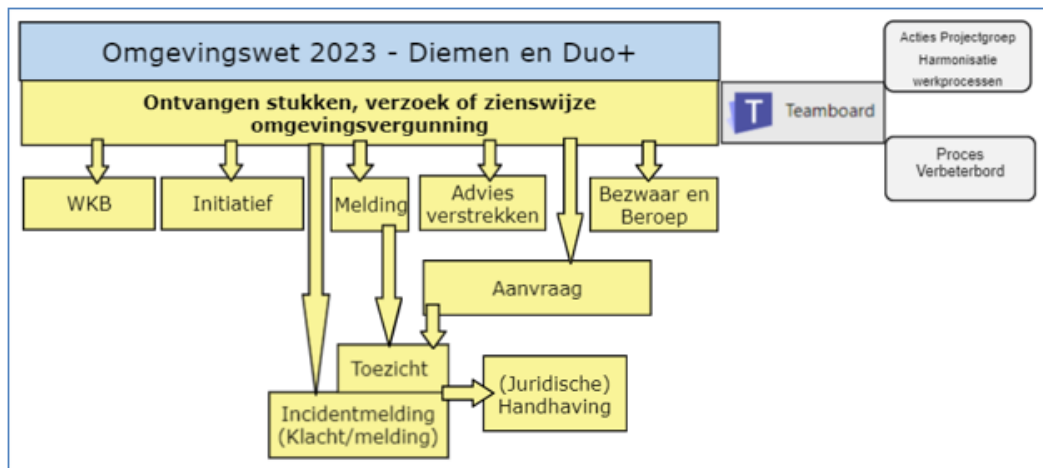 Omgevingswet 2023 - Diemen en Duo+
Ontvangen stukken, verzoek of zienswijze
omgevingsvergunning
T Teamboard
Acties Projectgroep
Harmonisatie
werkprocessen
Proces
Verbeterbord
WKB
Initiatief
Melding
Advies
verstrekken
Bezwaar en
Beroep
Aanvraag
Toezicht
(Juridische)
Handhaving
Incidentmelding
(Klacht/melding)